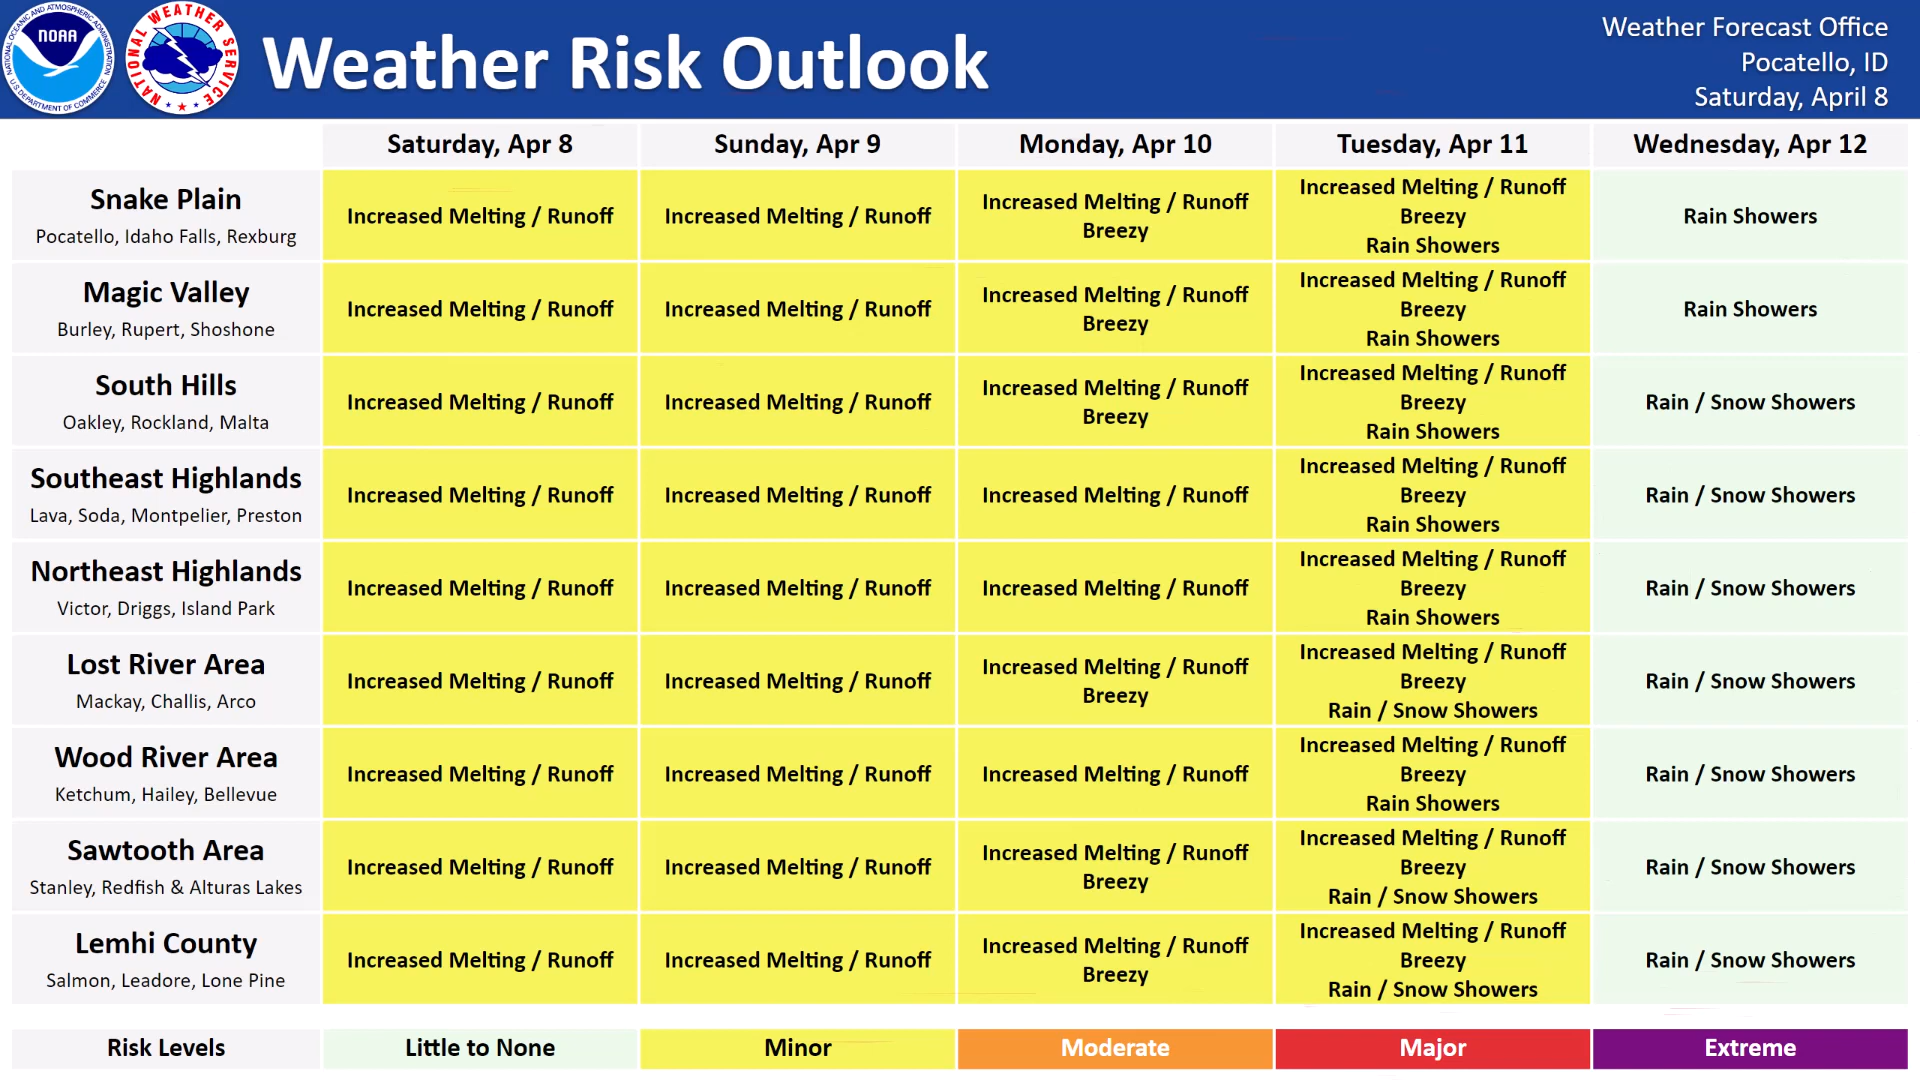 NATIONAL OCEANIC AND ATMOSPHERIC ADMINISTRATION
NOAA
U.S. DEPARTMENT OF COMMERCE
NATIONAL WEATHER SERVICE
Weather Risk Outlook
Weather Forecast Office
Pocatello, ID
Saturday, April 8
Saturday, Apr 8
Sunday, Apr 9
Monday, Apr 10
Tuesday, Apr 11
Wednesday, Apr 12
Snake Plain
Pocatello, Idaho Falls, Rexburg
Increased Melting / Runoff
Increased Melting / Runoff
Increased Melting / Runoff
Breezy
Increased Melting / Runoff
Breezy
Rain Showers
Rain Showers
Magic Valley
Burley, Rupert, Shoshone
Increased Melting / Runoff
Increased Melting / Runoff
Increased Melting / Runoff
Breezy
Increased Melting / Runoff
Breezy
Rain Showers
Rain Showers
South Hills
Oakley, Rockland, Malta
Increased Melting / Runoff
Increased Melting / Runoff
Increased Melting / Runoff
Breezy
Increased Melting / Runoff
Breezy
Rain Showers
Rain / Snow Showers
Southeast Highlands
Lava, Soda, Montpelier, Preston
Increased Melting / Runoff
Increased Melting / Runoff
Increased Melting / Runoff
Increased Melting / Runoff
Breezy
Rain Showers
Rain / Snow Showers
Northeast Highlands
Victor, Driggs, Island Park
Increased Melting / Runoff
Increased Melting / Runoff
Increased Melting / Runoff
Increased Melting / Runoff
Breezy
Rain Showers
Rain / Snow Showers
Lost River Area
Mackay, Challis, Arco
Increased Melting / Runoff
Increased Melting / Runoff
Increased Melting / Runoff
Breezy
Increased Melting / Runoff
Breezy
Rain / Snow Showers
Rain / Snow Showers
Wood River Area
Ketchum, Hailey, Bellevue
Increased Melting / Runoff
Increased Melting / Runoff
Increased Melting / Runoff
Increased Melting / Runoff
Breezy
Rain Showers
Rain / Snow Showers
Sawtooth Area
Stanley, Redfish & Alturas Lakes
Increased Melting / Runoff
Increased Melting / Runoff
Increased Melting / Runoff
Breezy
Increased Melting / Runoff
Breezy
Rain / Snow Showers
Rain / Snow Showers
Lemhi County
Salmon, Leadore, Lone Pine
Increased Melting / Runoff
Increased Melting / Runoff
Increased Melting / Runoff
Breezy
Increased Melting / Runoff
Breezy
Rain / Snow Showers
Rain / Snow Showers
Risk Levels
Little to None
Minor
Moderate
Major
Extreme